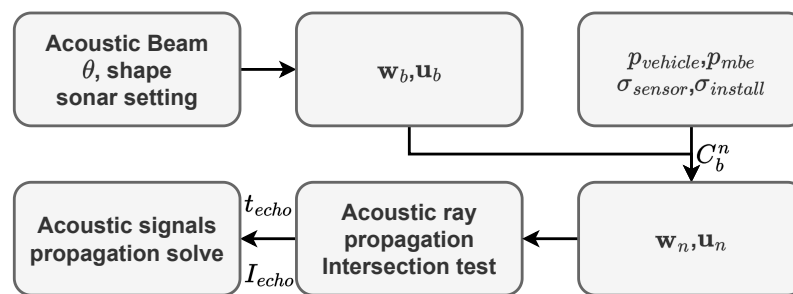 Acoustic Beam
θ, shape
sonar setting
𝐰_b,𝐮_b
p_vehicle,p_mbe
σ_sensor,σ_install
C_b^n
Acoustic signals
propagation solve
t_echo
I_echo
Acoustic ray
propagation
Intersection test
𝐰_n,𝐮_n